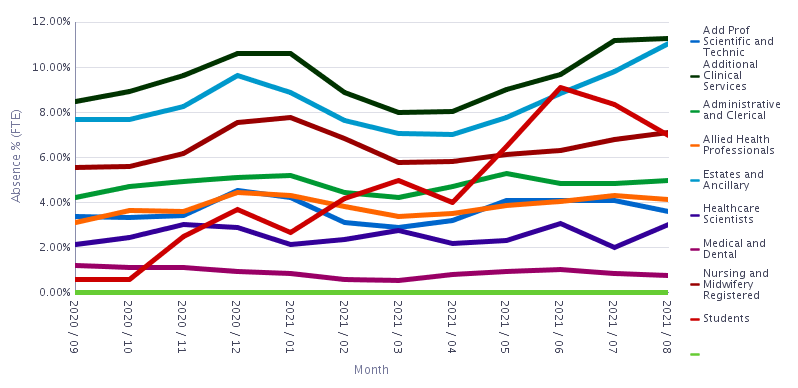 12.00%
10.00%
8.00%
6.00%
4.00%
2.00%
0.00%
Absence % (FTE)
2020 / 09
2020 / 10
2020 / 11
2020 / 12
2021 / 01
2021 / 02
2021 / 03
2021 / 04
2021 / 05
2021 / 06
2021 / 07
2021 / 08
Month
Add Prof
Scientific and
Technic
Additional
Clinical
Services
Administrative
and Clerical
Allied Health
Professionals
Estates and
Ancillary
Healthcare
Scientists
Medical and
Dental
Nursing and
Midwifery
Registered
Students